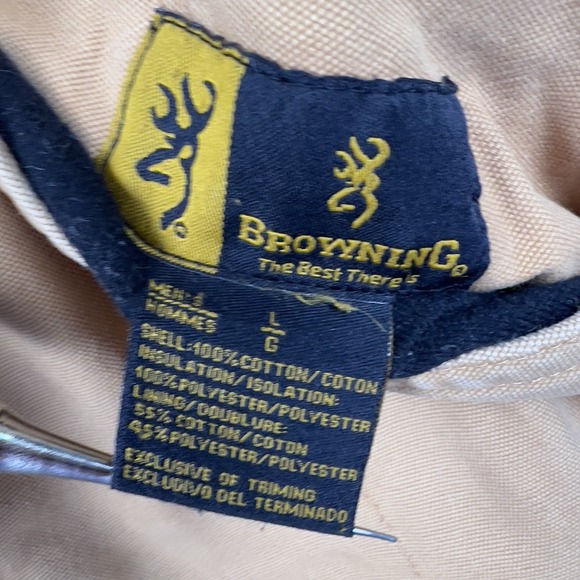 BROWNING
The Best There is
MEN'S L
HOMMES G
SHELL: 100% COTTON/COTON
INSULATION/ISOLATION:
100% POLYESTER/POLYESTER
LINING/DOUBLURE:
55% COTTON/COTON
45% POLYESTER/POLYESTER
EXCLUSIVE OF TRIMING
EXCLUDIVO DEL TERMINADO